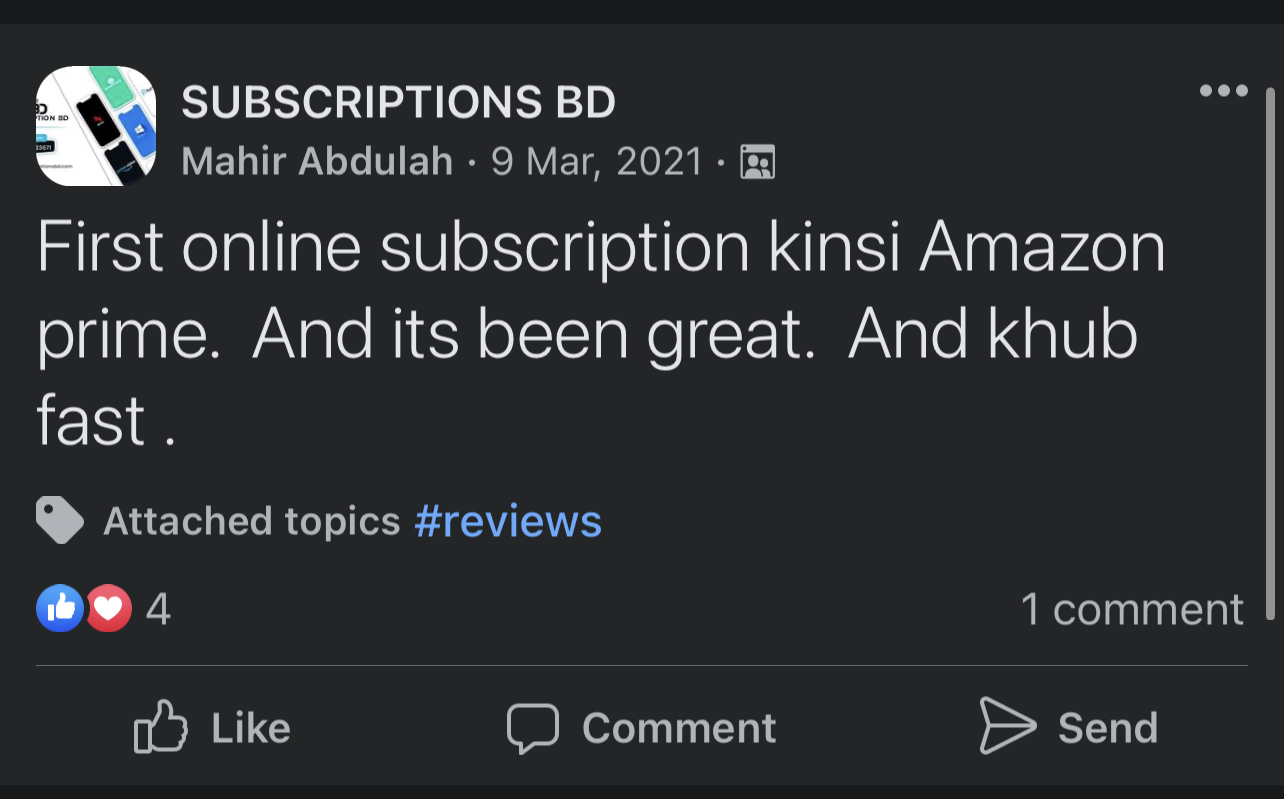 SUBSCRIPTIONS BD
Mahir Abdulah · 9 Mar, 2021 ·
First online subscription kinsi Amazon
prime.  And its been great.  And khub
fast .
Attached topics #reviews
4
1 comment
Like
Comment
Send